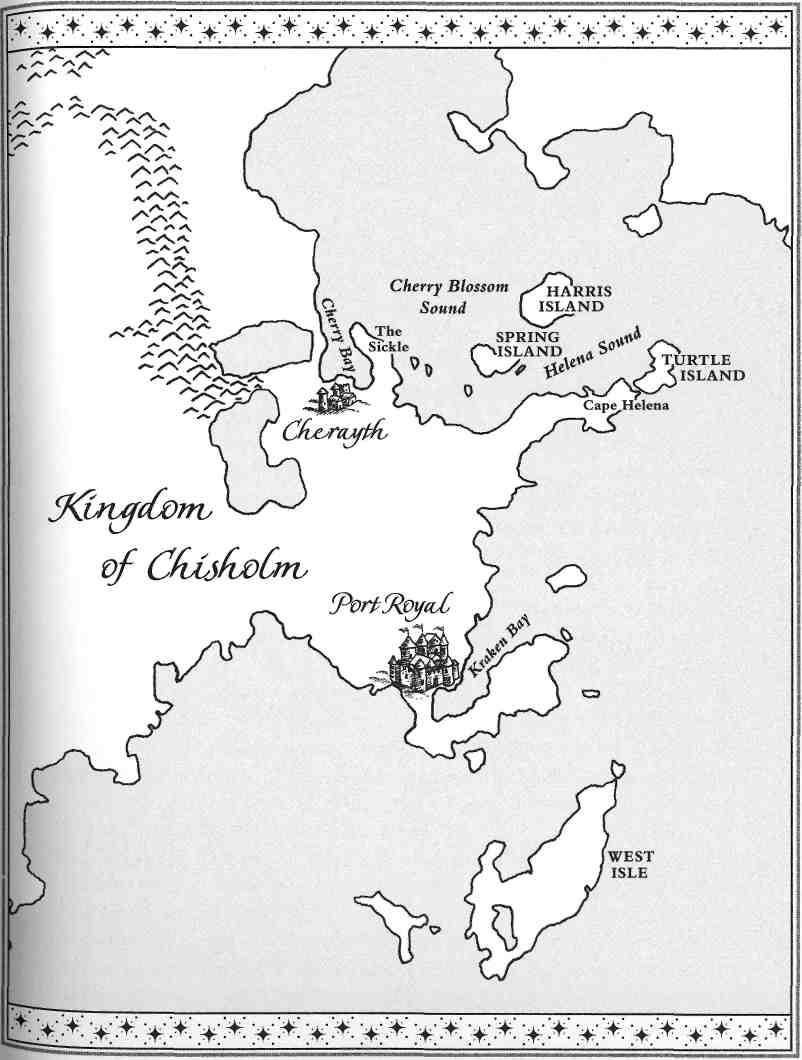 Cherry Blossom
Sound
HARRIS
ISLAND
Cherry Bay
The
Sickle
SPRING
ISLAND
Helena Sound
TURTLE
ISLAND
Cape Helena
Cherayth
Kingdom
of Chisholm
Port Royal
Kraken Bay
WEST
ISLE